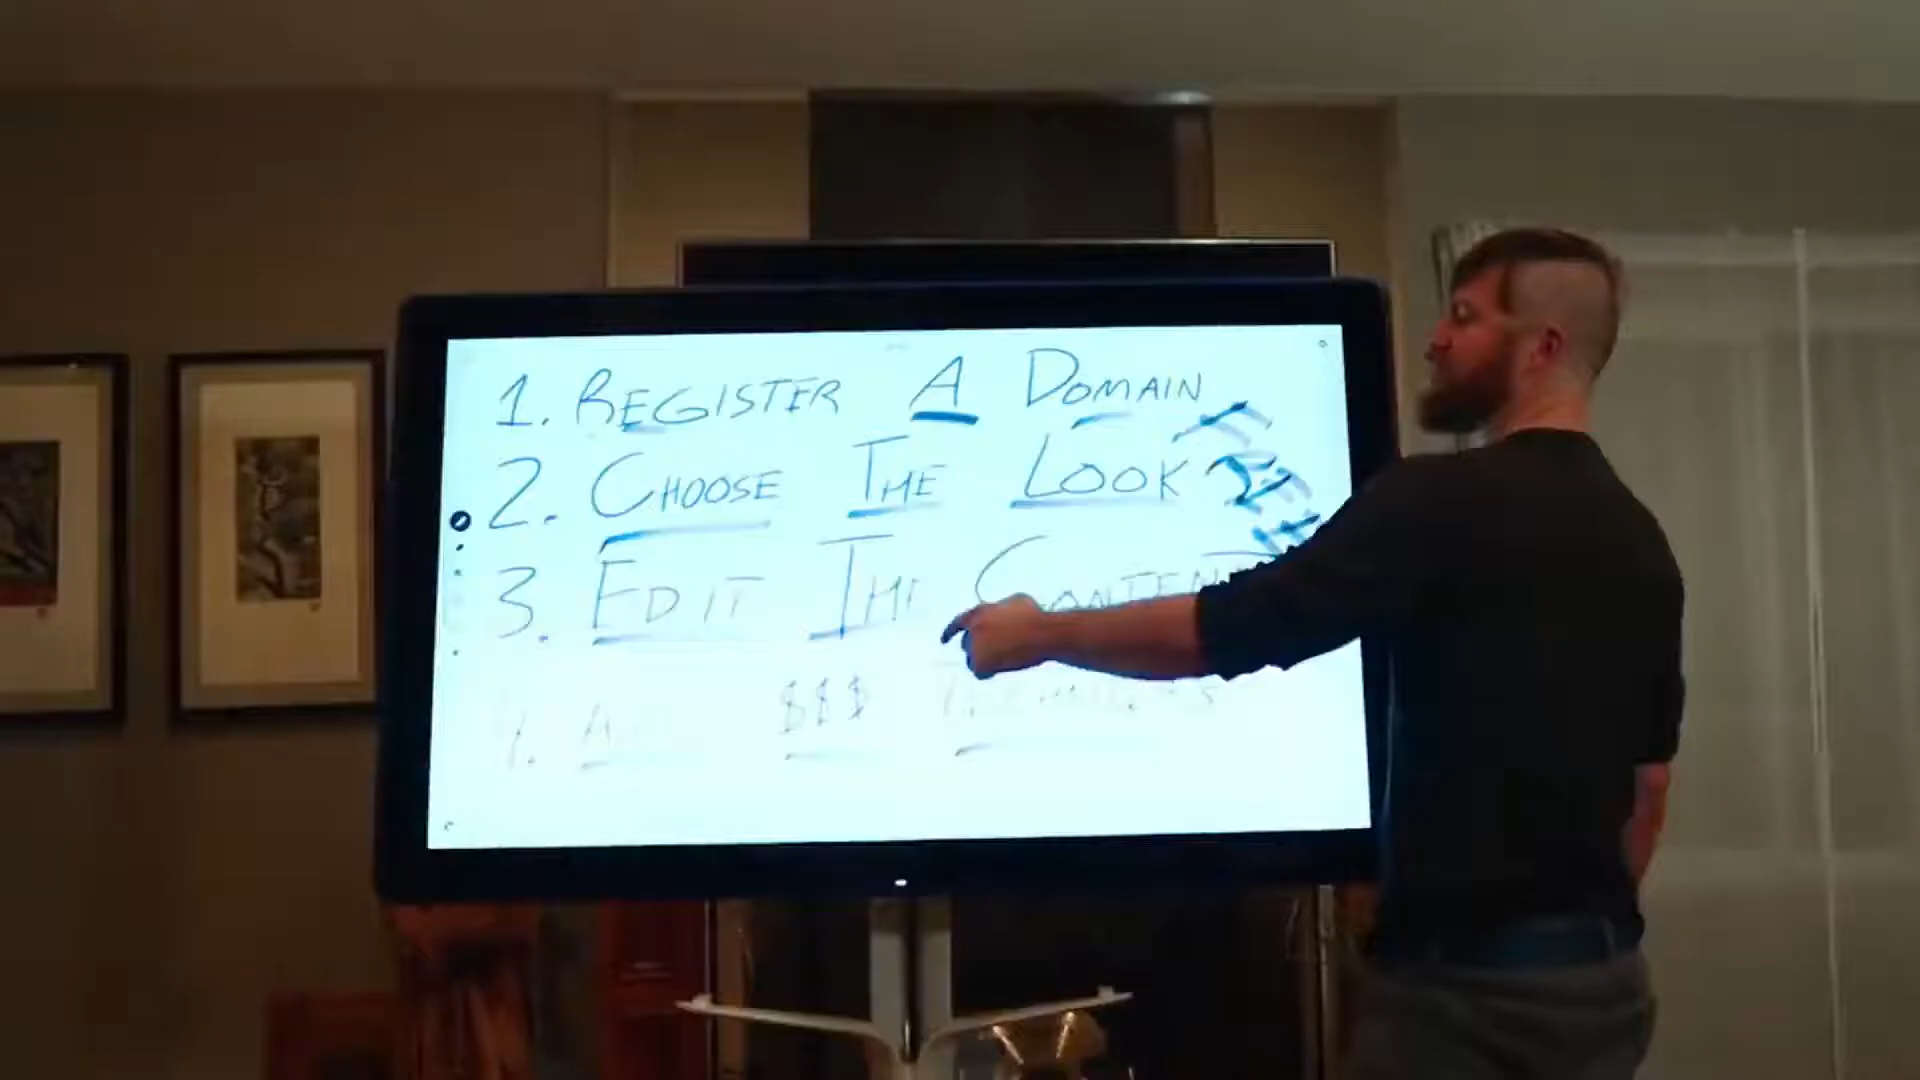 1. REGISTER A DOMAIN
2. CHOOSE THE LOOK
3. EDIT THE CONTENT
$$$